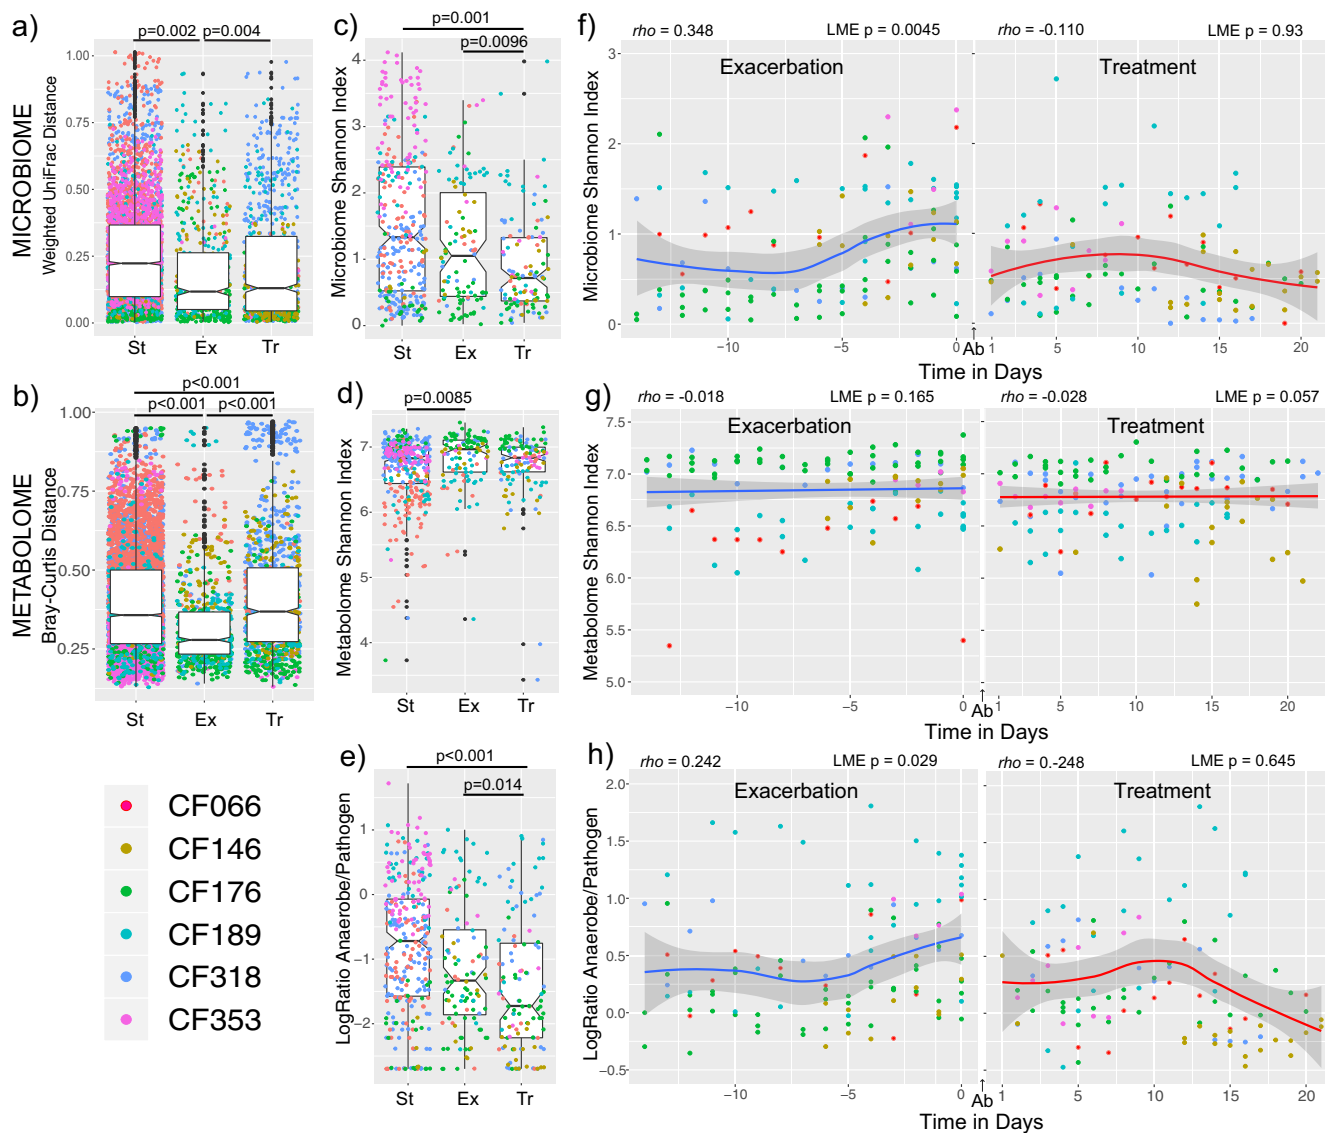 a)
p=0.002
p=0.004
MICROBIOME
Weighted UniFrac Distance
1.00
0.75
0.50
0.25
0.00
St
Ex
Tr
b)
p<0.001
p<0.001
p<0.001
METABOLOME
Bray-Curtis Distance
1.00
0.75
0.50
0.25
St
Ex
Tr
c)
p=0.001
p=0.0096
Microbiome Shannon Index
4
3
2
1
0
St
Ex
Tr
d)
p=0.0085
Metabolome Shannon Index
7
6
5
4
3
St
Ex
Tr
e)
p<0.001
p=0.014
LogRatio Anaerobe/Pathogen
1
0
−1
−2
St
Ex
Tr
CF066
CF146
CF176
CF189
CF318
CF353
f)
rho = 0.348
LME p = 0.0045
rho = -0.110
LME p = 0.93
Exacerbation
Treatment
Microbiome Shannon Index
3
2
1
0
−10
−5
0
Ab
1
5
10
15
20
Time in Days
g)
rho = -0.018
LME p = 0.165
rho = -0.028
LME p = 0.057
Exacerbation
Treatment
Metabolome Shannon Index
7.5
7.0
6.5
6.0
5.5
5.0
−10
−5
0
Ab
1
5
10
15
20
Time in Days
h)
rho = 0.242
LME p = 0.029
rho = 0.-248
LME p = 0.645
Exacerbation
Treatment
LogRatio Anaerobe/Pathogen
2.0
1.5
1.0
0.5
0.0
−0.5
−10
−5
0
Ab
1
5
10
15
20
Time in Days